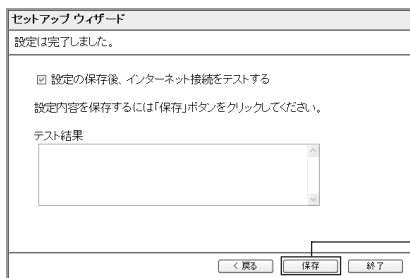 セットアップ ウィザード
設定は完了しました。
設定の保存後、インターネット接続をテストする
設定内容を保存するには「保存」ボタンをクリックしてください。
テスト結果
< 戻る 保存 終了